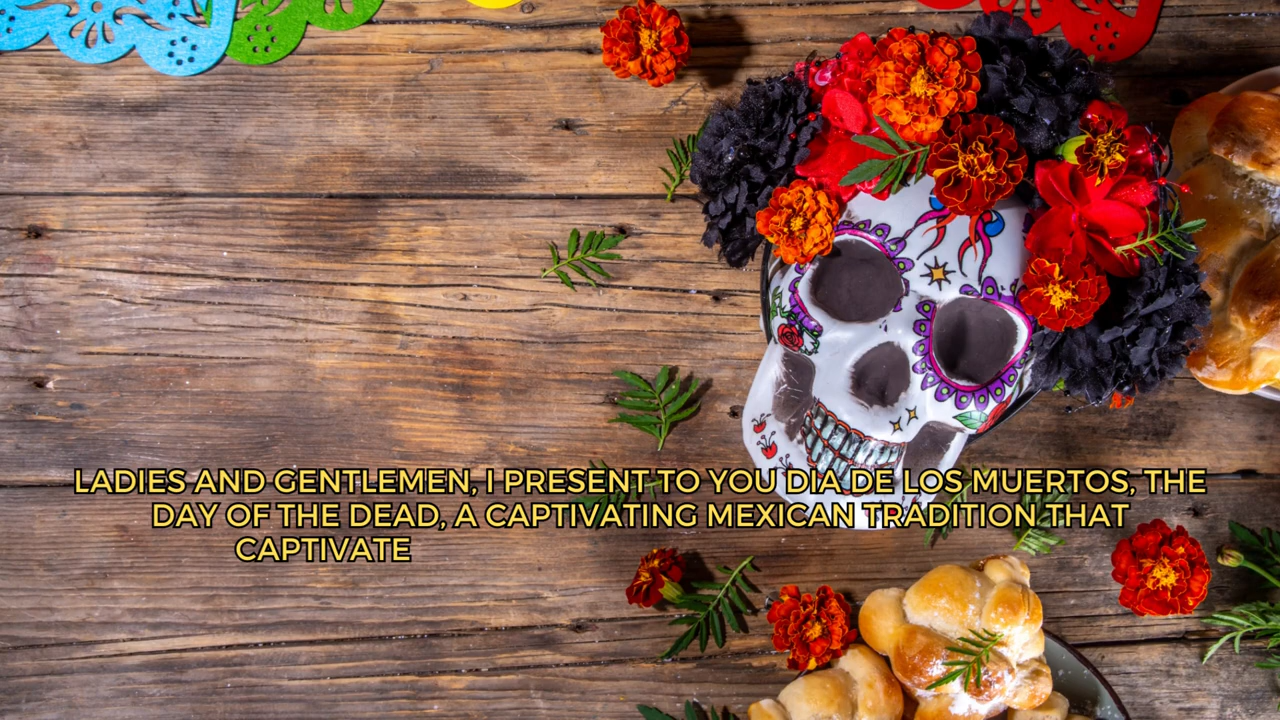 LADIES AND GENTLEMEN, I PRESENT TO YOU DIA DE LOS MUERTOS, THE
DAY OF THE DEAD, A CAPTIVATING MEXICAN TRADITION THAT
CAPTIVATE